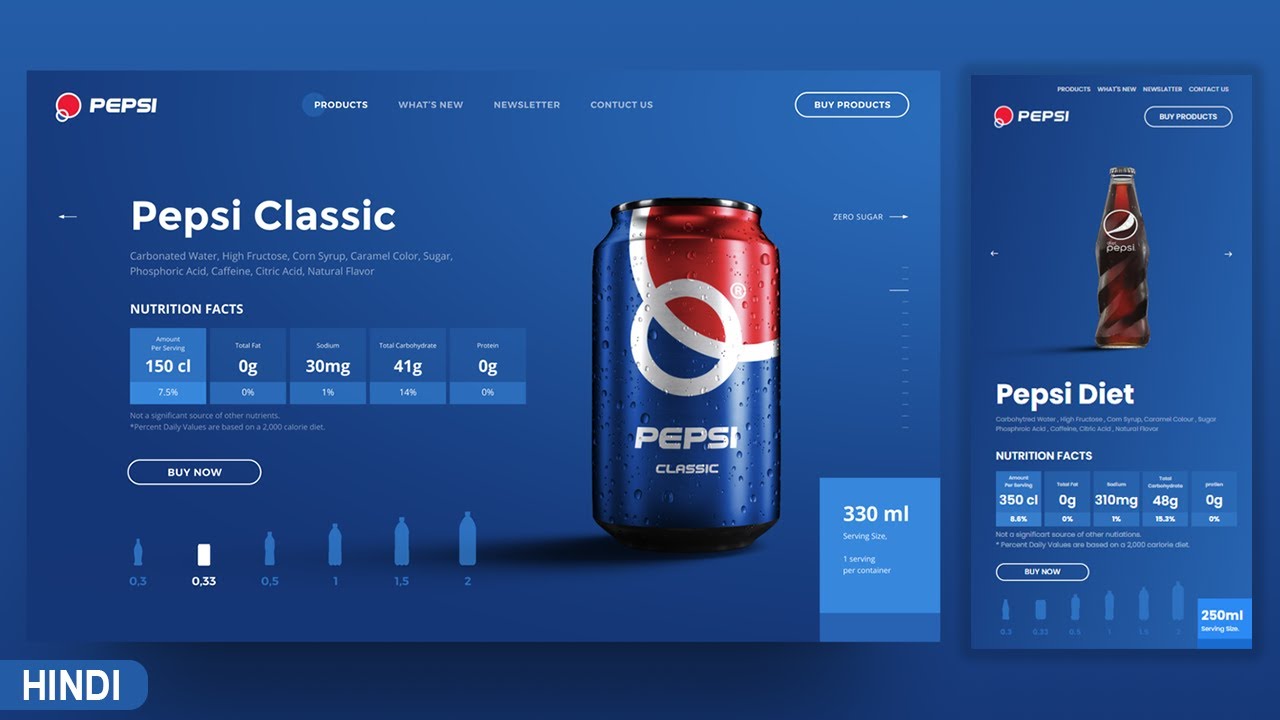 PEPSI
PRODUCTS WHAT'S NEW NEWSLETTER CONTUCT US
BUY PRODUCTS
Pepsi Classic
Carbonated Water, High Fructose, Corn Syrup, Caramel Color, Sugar,
Phosphoric Acid, Caffeine, Citric Acid, Natural Flavor
NUTRITION FACTS
Amount
Per Serving
150 cl
7.5%
Total Fat
0g
0%
Sodium
30mg
1%
Total Carbohydrate
41g
14%
Protein
0g
0%
Not a significant source of other nutrients.
*Percent Daily Values are based on a 2,000 calorie diet.
BUY NOW
0.3 0,33 0,5 1 1,5 2
®
PEPSI
CLASSIC
ZERO SUGAR
330 ml
Serving Size,
1 serving
per container
PRODUCTS WHAT'S NEW NEWSLATTER CONTACT US
PEPSI
BUY PRODUCTS
diet
pepsi
Pepsi Diet
Carbohytred Water , High Fructose , Corn Syrup, Caramel Colour , Sugar
Phosphroic Acid , Caffeine, Citric Acid , Natural Flavor
NUTRITION FACTS
Amount
Per Serving
350 cl
8.6%
Total Fat
0g
0%
Sodium
310mg
1%
Total
Carbohydrate
48g
15.3%
protien
0g
0%
Not a significart source of other nutiations.
* Percent Daily Values are based on a 2,000 carlorie diet.
BUY NOW
0.3 0.33 0.5 1 1.5 2
250ml
Serving Size.
HINDI